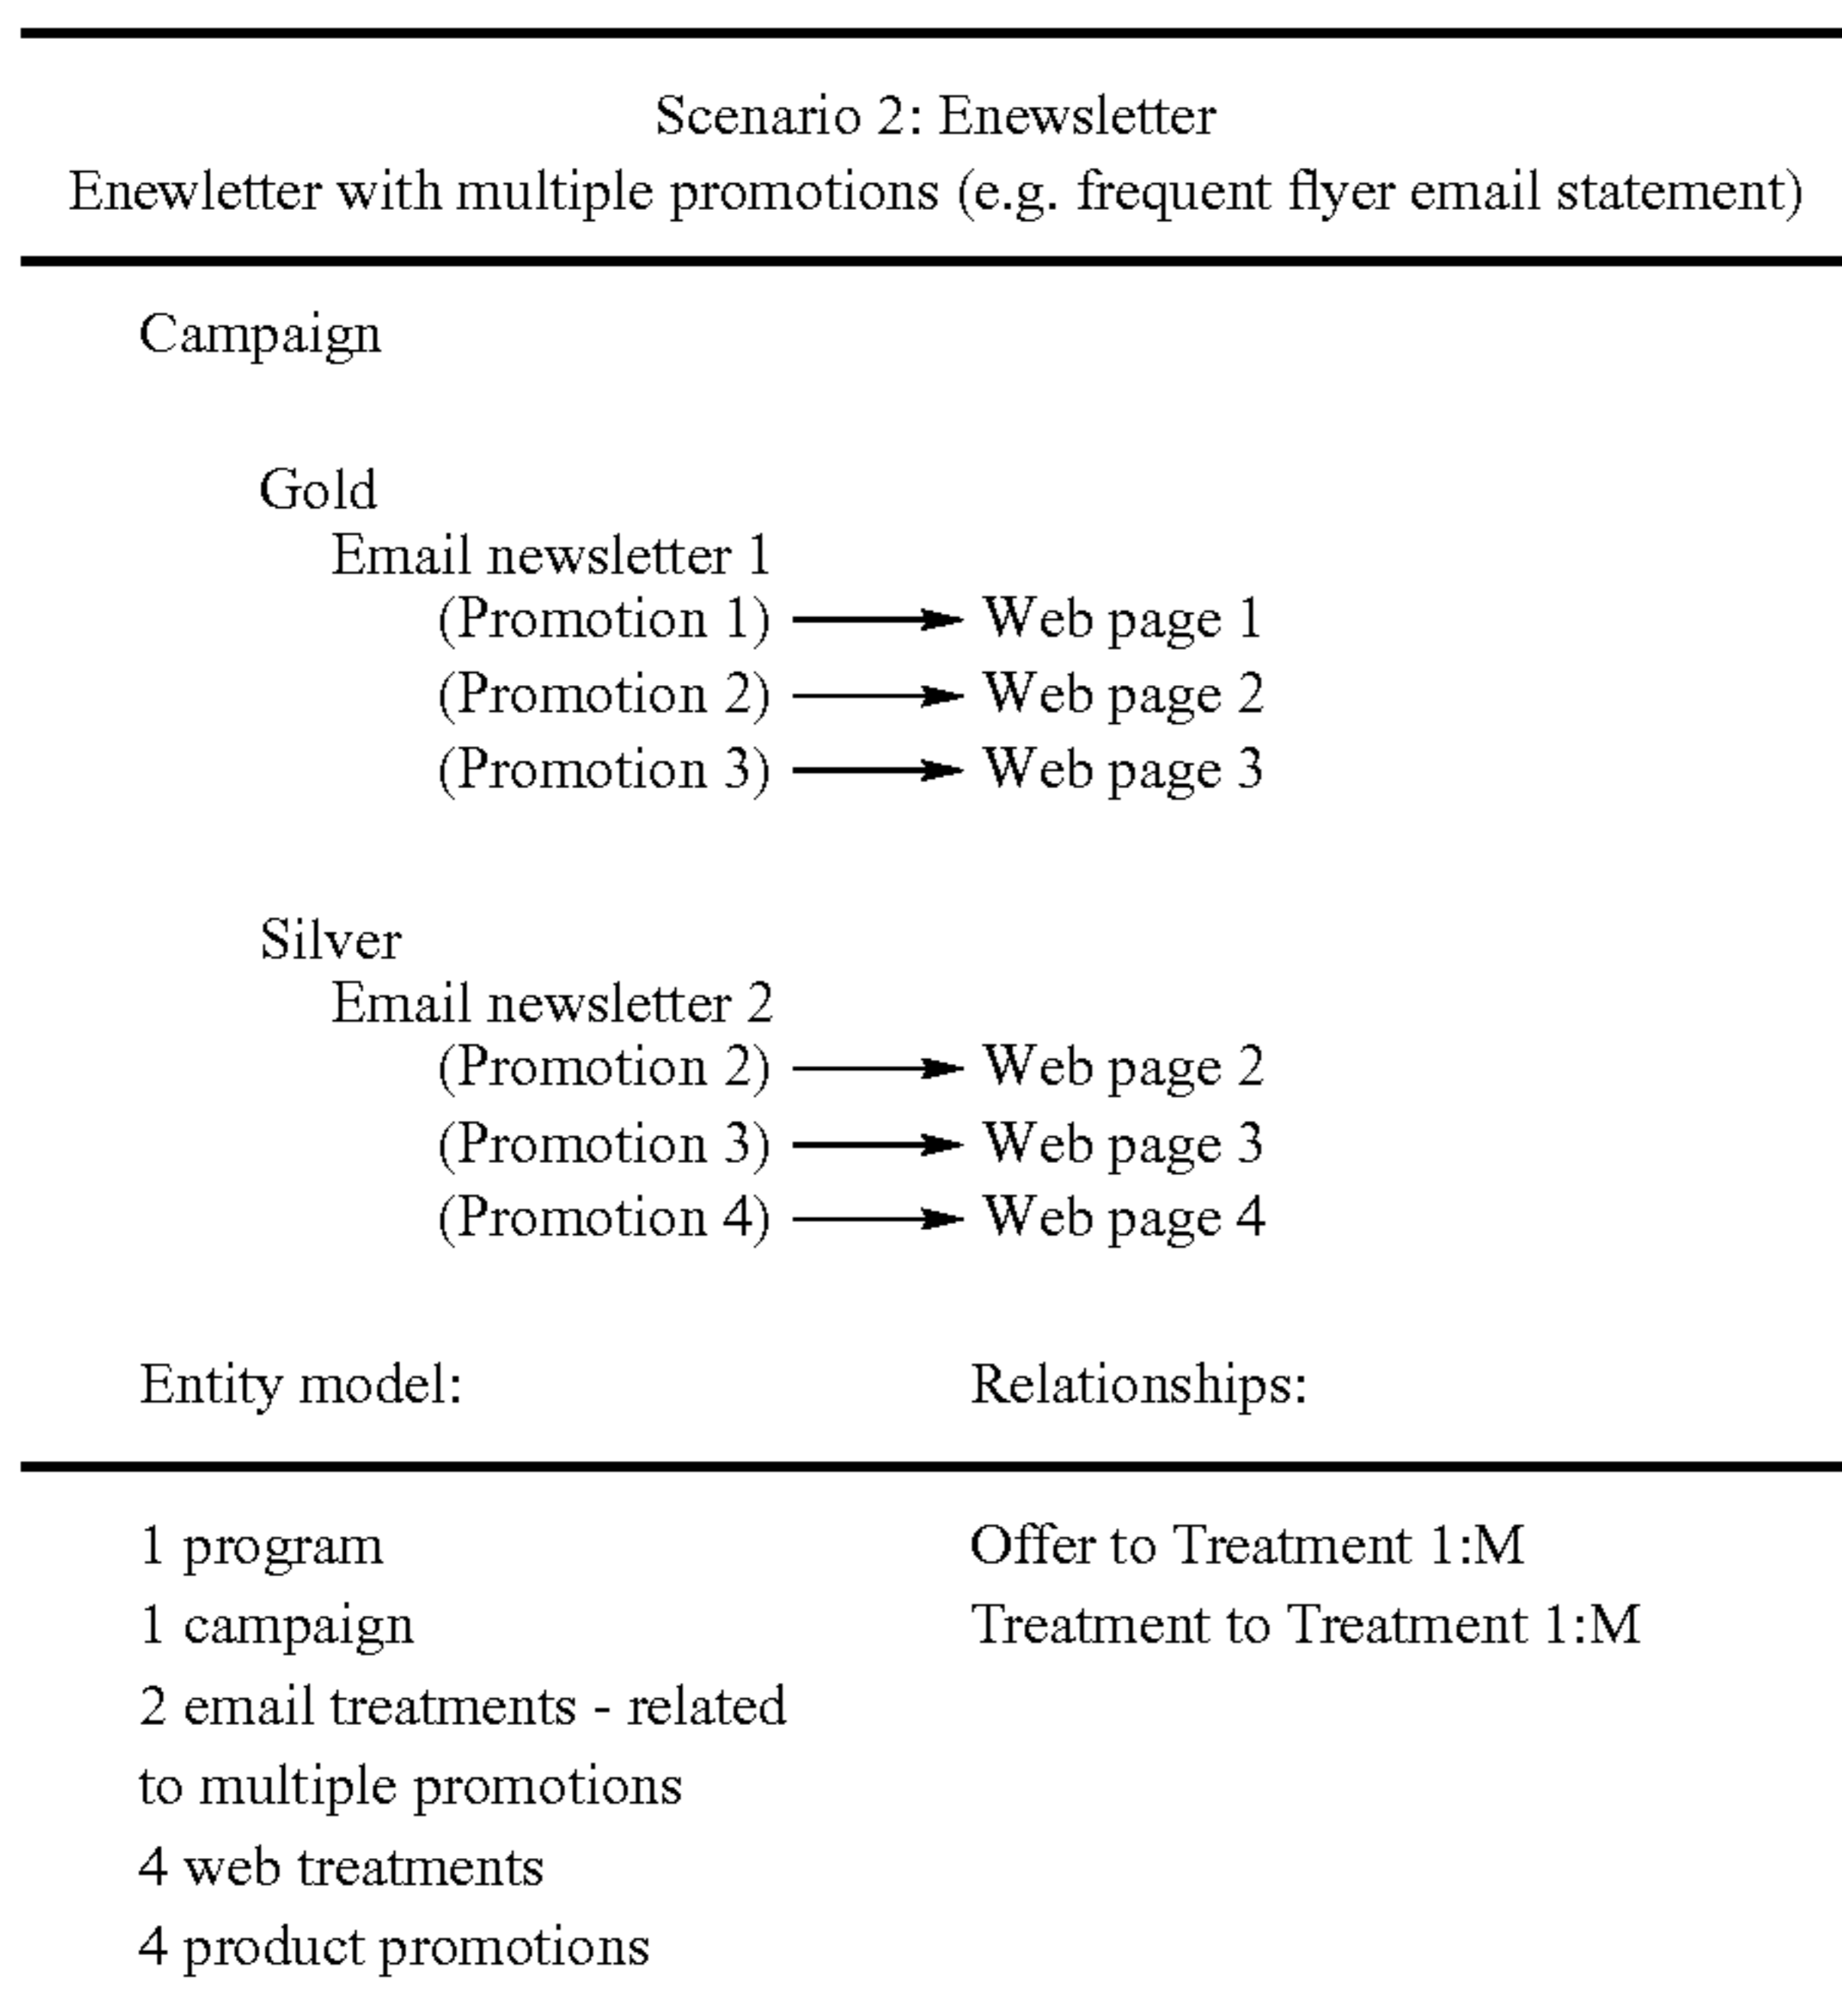 Scenario 2: Enewsletter
Enewletter with multiple promotions (e.g. frequent flyer email statement)
Campaign
Gold
Email newsletter 1
(Promotion 1) → Web page 1
(Promotion 2) → Web page 2
(Promotion 3) → Web page 3
Silver
Email newsletter 2
(Promotion 2) → Web page 2
(Promotion 3) → Web page 3
(Promotion 4) → Web page 4
Entity model: Relationships:
1 program Offer to Treatment 1:M
1 campaign Treatment to Treatment 1:M
2 email treatments - related
to multiple promotions
4 web treatments
4 product promotions